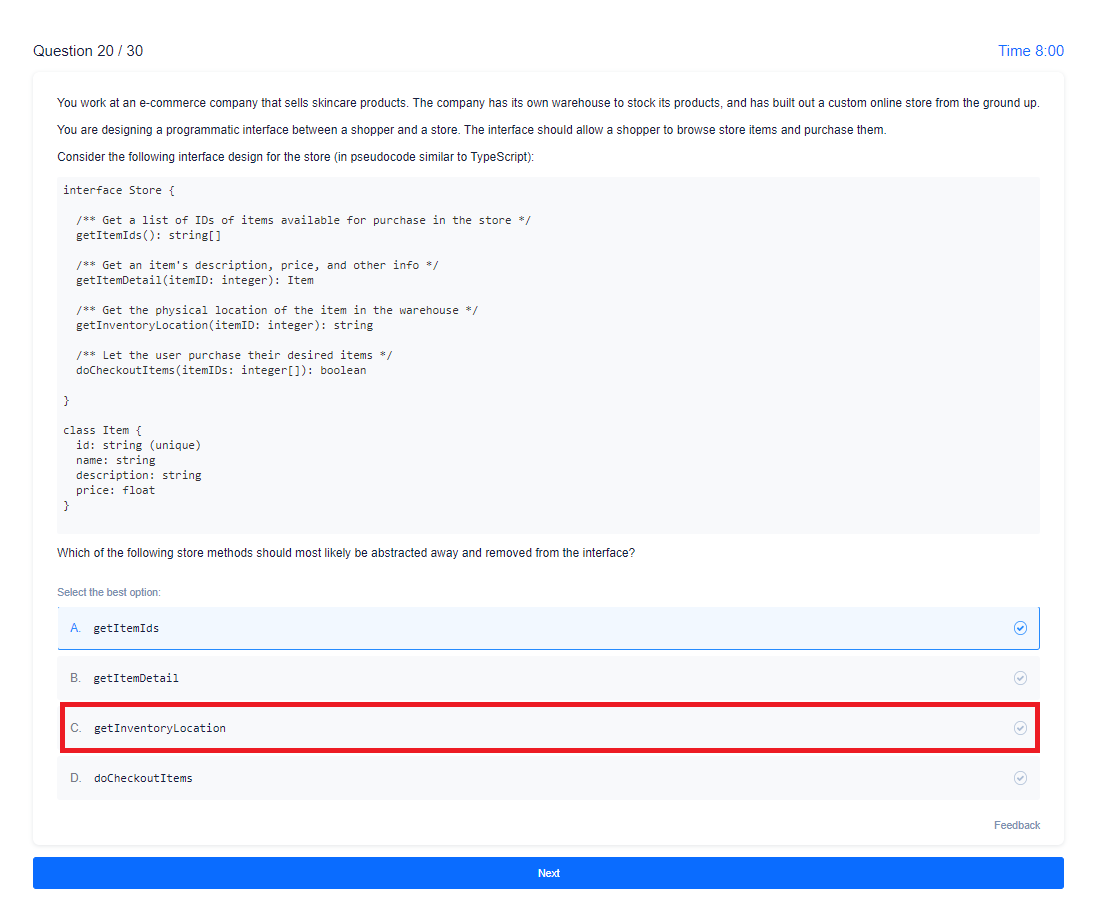 Question 20 / 30
Time 8:00
You work at an e-commerce company that sells skincare products. The company has its own warehouse to stock its products, and has built out a custom online store from the ground up.
You are designing a programmatic interface between a shopper and a store. The interface should allow a shopper to browse store items and purchase them.
Consider the following interface design for the store (in pseudocode similar to TypeScript):
interface Store {
/** Get a list of IDs of items available for purchase in the store */
getItemIds(): string[]
/** Get an item's description, price, and other info */
getItemDetail(itemID: integer): Item
/** Get the physical location of the item in the warehouse */
getInventoryLocation(itemID: integer): string
/** Let the user purchase their desired items */
doCheckoutItems(itemIDs: integer[]): boolean
}
class Item {
id: string (unique)
name: string
description: string
price: float
}
Which of the following store methods should most likely be abstracted away and removed from the interface?
Select the best option:
A. getItemIds
B. getItemDetail
C. getInventoryLocation
D. doCheckoutItems
Feedback
Next